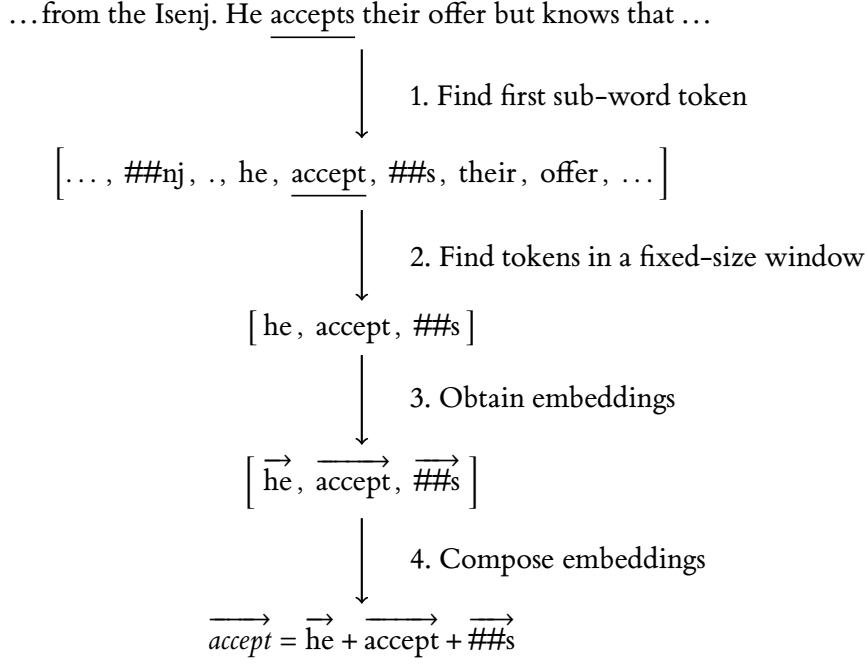 …from the Isenj. He accepts their offer but knows that …
1. Find first sub-word token
[… , ##nj, ., he, accept, ##s, their, offer, …]
2. Find tokens in a fixed-size window
[he, accept, ##s]
3. Obtain embeddings
[he, accept, ##s]
4. Compose embeddings
accept = he + accept + ##s